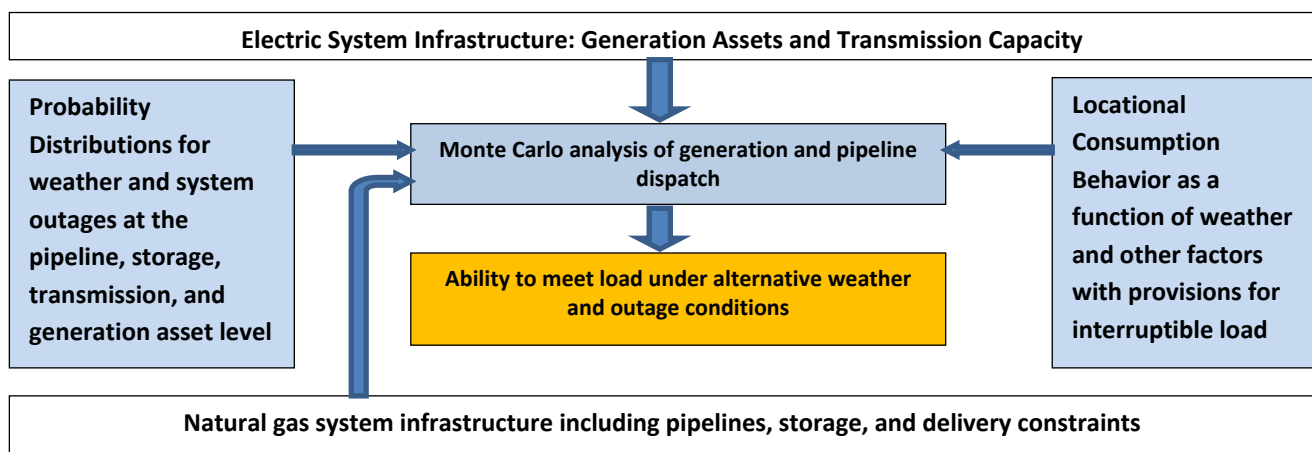 Electric System Infrastructure: Generation Assets and Transmission Capacity
Probability
Distributions for
weather and system
outages at the
pipeline, storage,
transmission, and
generation asset level
Monte Carlo analysis of generation and pipeline
dispatch
Ability to meet load under alternative weather
and outage conditions
Locational
Consumption
Behavior as a
function of weather
and other factors
with provisions for
interruptible load
Natural gas system infrastructure including pipelines, storage, and delivery constraints